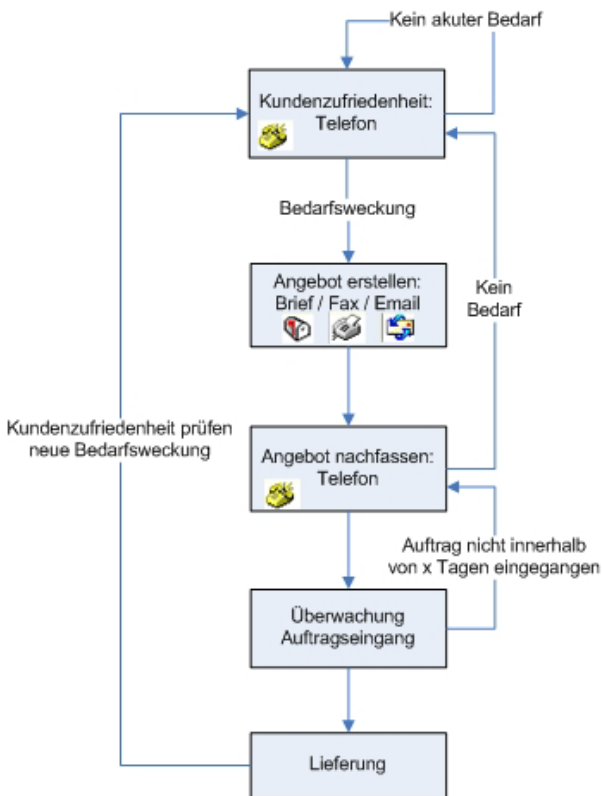 Kein akuter Bedarf
Kundenzufriedenheit:
Telefon
Bedarfsweckung
Angebot erstellen:
Brief / Fax / Email
Kein
Bedarf
Kundenzufriedenheit prüfen
neue Bedarfsweckung
Angebot nachfassen:
Telefon
Auftrag nicht innerhalb
von x Tagen eingegangen
Überwachung
Auftragseingang
Lieferung